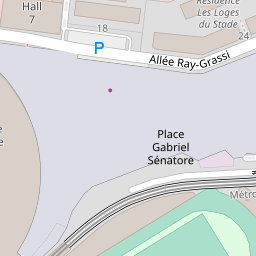 Résidence
Les Loges
du Stade
Hall
7
18
24
P
Allée Ray-Grassi
Place
Gabriel
Sénatore
Métro